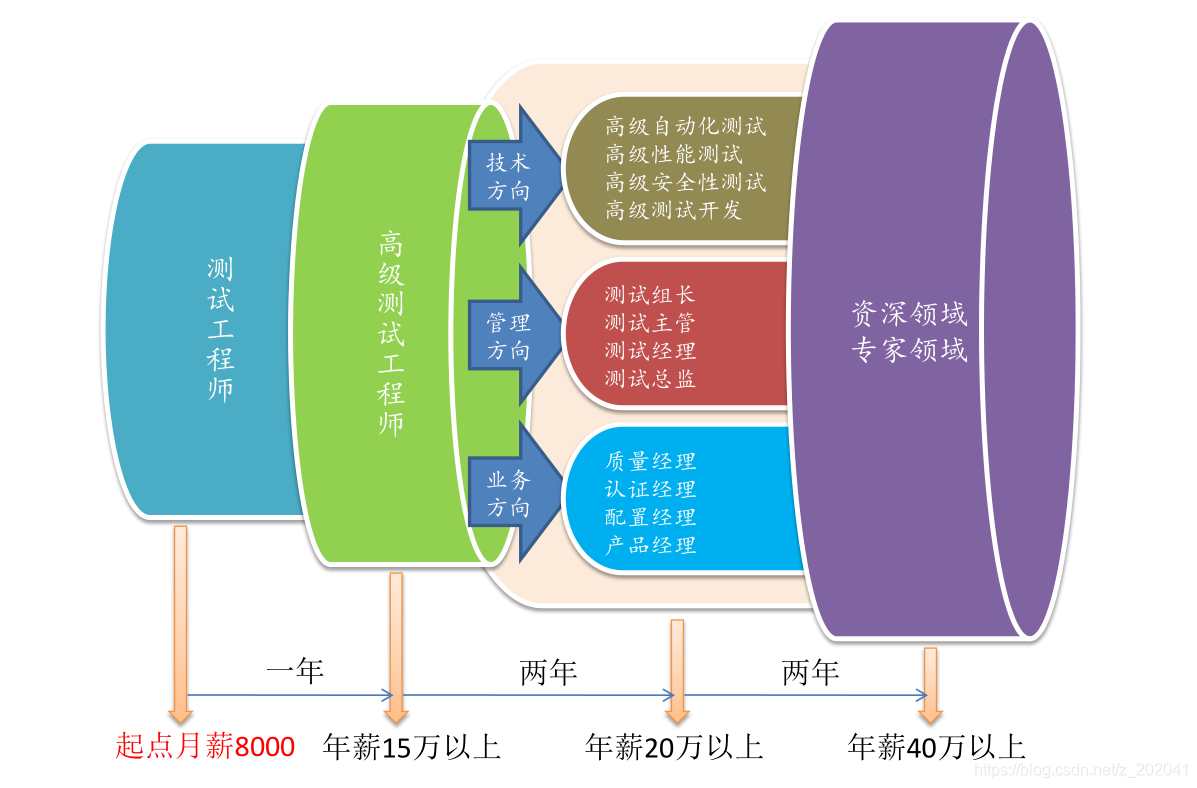 测试工程师
高级测试工程师
技术
方向
高级自动化测试
高级性能测试
高级安全性测试
高级测试开发
管理
方向
测试组长
测试主管
测试经理
测试总监
业务
方向
质量经理
认证经理
配置经理
产品经理
资深领域
专家领域
一年
两年
两年
起点月薪8000
年薪15万以上
年薪20万以上
年薪40万以上
https://blog.csdn.net/z_202041